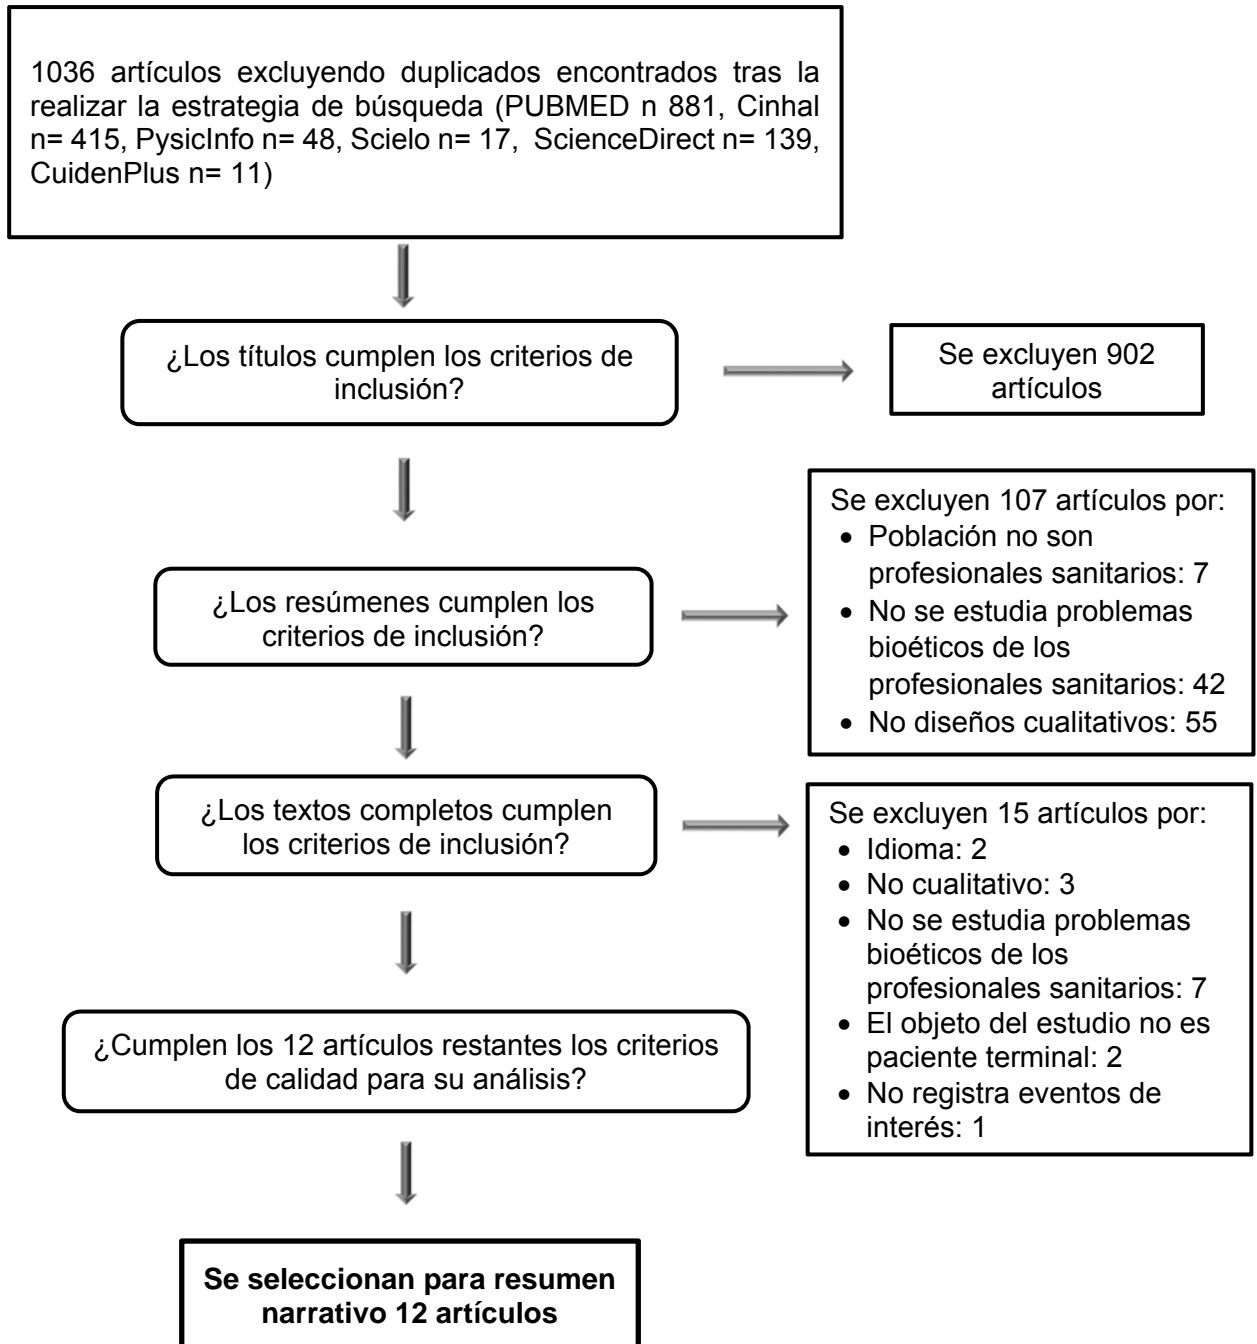 1036 artículos excluyendo duplicados encontrados tras la
realizar la estrategia de búsqueda (PUBMED n 881, Cinhal
n= 415, PysicInfo n= 48, Scielo n= 17, ScienceDirect n= 139,
CuidenPlus n= 11)
¿Los títulos cumplen los criterios de
inclusión?
Se excluyen 902
artículos
¿Los resúmenes cumplen los
criterios de inclusión?
Se excluyen 107 artículos por:
• Población no son
profesionales sanitarios: 7
• No se estudia problemas
bioéticos de los
profesionales sanitarios: 42
• No diseños cualitativos: 55
¿Los textos completos cumplen
los criterios de inclusión?
Se excluyen 15 artículos por:
• Idioma: 2
• No cualitativo: 3
• No se estudia problemas
bioéticos de los
profesionales sanitarios: 7
• El objeto del estudio no es
paciente terminal: 2
• No registra eventos de
interés: 1
¿Cumplen los 12 artículos restantes los criterios
de calidad para su análisis?
Se seleccionan para resumen
narrativo 12 artículos